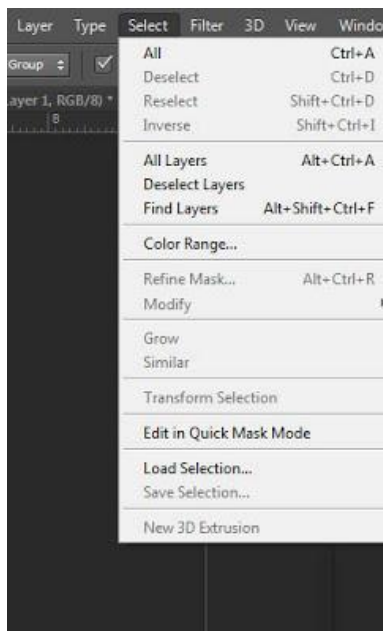 Layer Type Select Filter 3D View Windo
Group
ayer 1, RGB/8) *
8
All Ctrl+A
Deselect Ctrl+D
Reselect Shift+Ctrl+D
Inverse Shift+Ctrl+I
All Layers Alt+Ctrl+A
Deselect Layers
Find Layers Alt+Shift+Ctrl+F
Color Range...
Refine Mask... Alt+Ctrl+R
Modify
Grow
Similar
Transform Selection
Edit in Quick Mask Mode
Load Selection...
Save Selection...
New 3D Extrusion